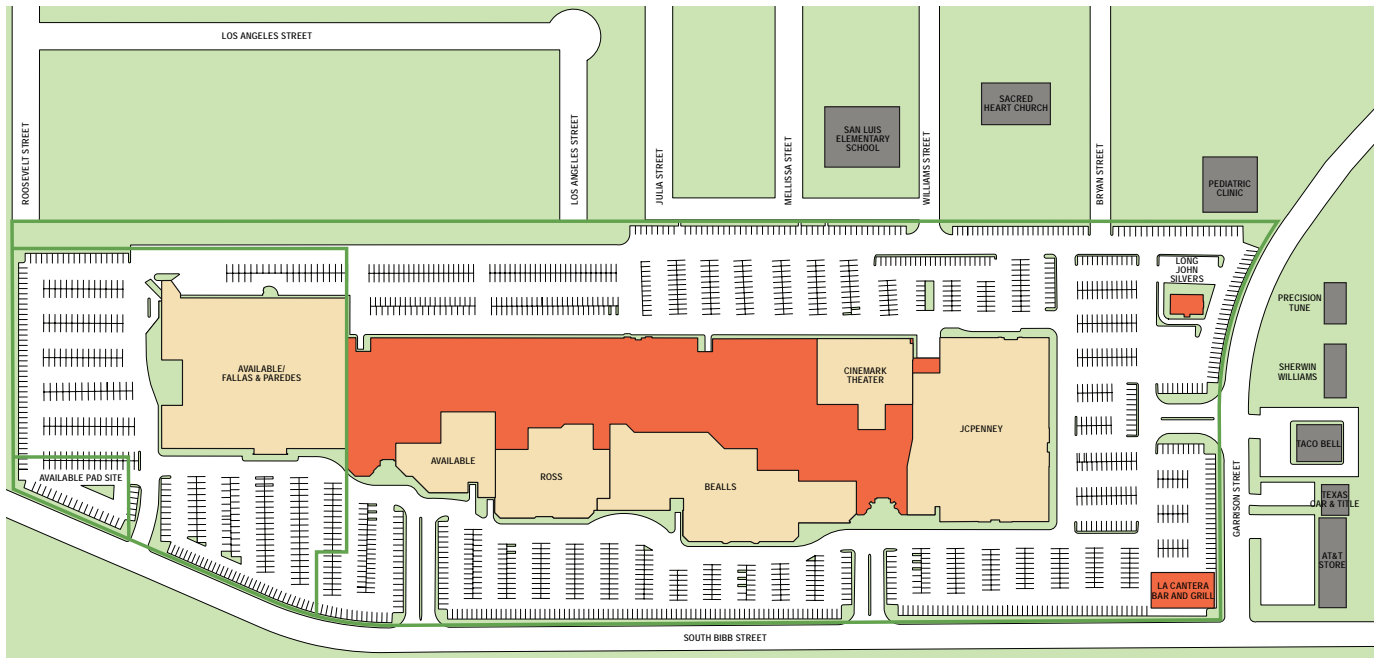 LOS ANGELES STREET
ROOSEVELT STREET
LOS ANGELES STREET
JULIA STREET
MELLISSA STEET
SAN LUIS
ELEMENTARY
SCHOOL
WILLIAMS STREET
SACRED
HEART CHURCH
BRYAN STREET
PEDIATRIC
CLINIC
LONG
JOHN
SILVERS
PRECISION
TUNE
SHERWIN
WILLIAMS
AVAILABLE/
FALLAS & PAREDES
CINEMARK
THEATER
JCPENNEY
TACO BELL
AVAILABLE
ROSS
BEALLS
AVAILABLE PAD SITE
GARRISON STREET
TEXAS
CAR & TITLE
AT&T
STORE
LA CANTERA
BAR AND GRILL
SOUTH BIBB STREET